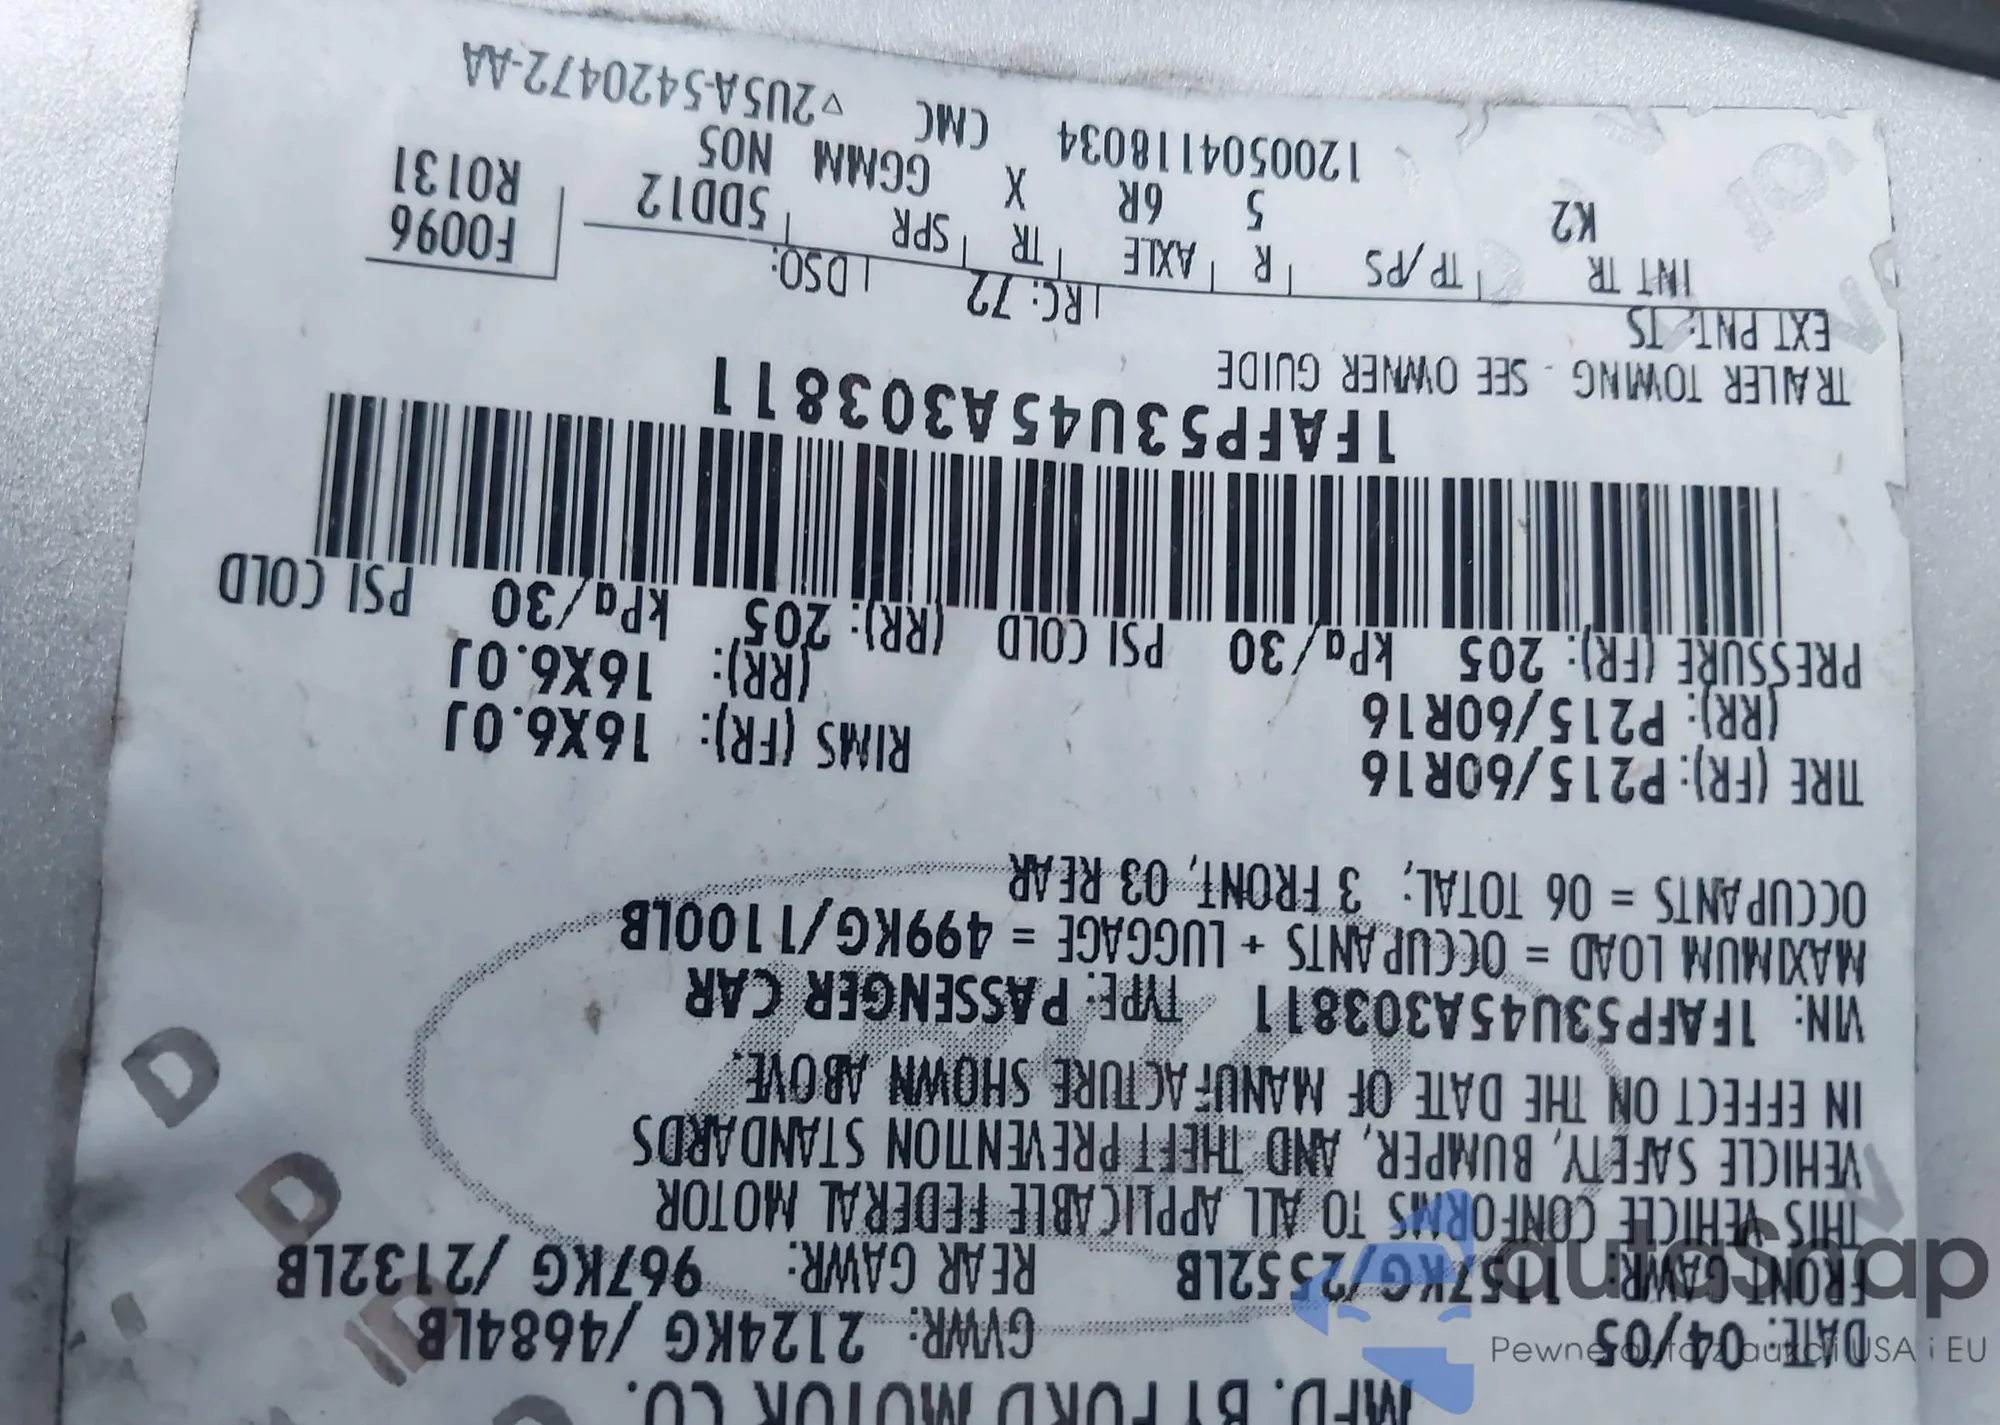 MFD. BY FORD MOTOR CO.
DATE: 04/05 GVWR: 2124KG /4684LB
FRONT GAWR: 1157KG/2552LB REAR GAWR: 967KG /2132LB
THIS VEHICLE CONFORMS TO ALL APPLICABLE FEDERAL MOTOR
VEHICLE SAFETY, BUMPER, AND THEFT PREVENTION STANDARDS
IN EFFECT ON THE DATE OF MANUFACTURE SHOWN ABOVE.
VIN: 1FAFP53U45A303811 TYPE: PASSENGER CAR
MAXIMUM LOAD = OCCUPANTS + LUGGAGE = 499KG/1100LB
OCCUPANTS = 06 TOTAL; 3 FRONT, 03 REAR
TIRE (FR): P215/60R16 RIMS (FR): 16X6.0J
(RR): P215/60R16 (RR): 16X6.0J
PRESSURE (FR): 205 kPa/30 PSI COLD (RR): 205 kPa/30 PSI COLD
1FAFP53U45A303811
TRAILER TOWING - SEE OWNER GUIDE
EXT PNT: TS RC: 72 DSO: F0096
INT TR TP/PS R AXLE TR SPR 5DD12 R0131
K2 5 6R X GGMM N05
1200504118034 CMC ▽2U5A-5420472-AA
autoSnap
Pewne auto z aukcji USA i EU